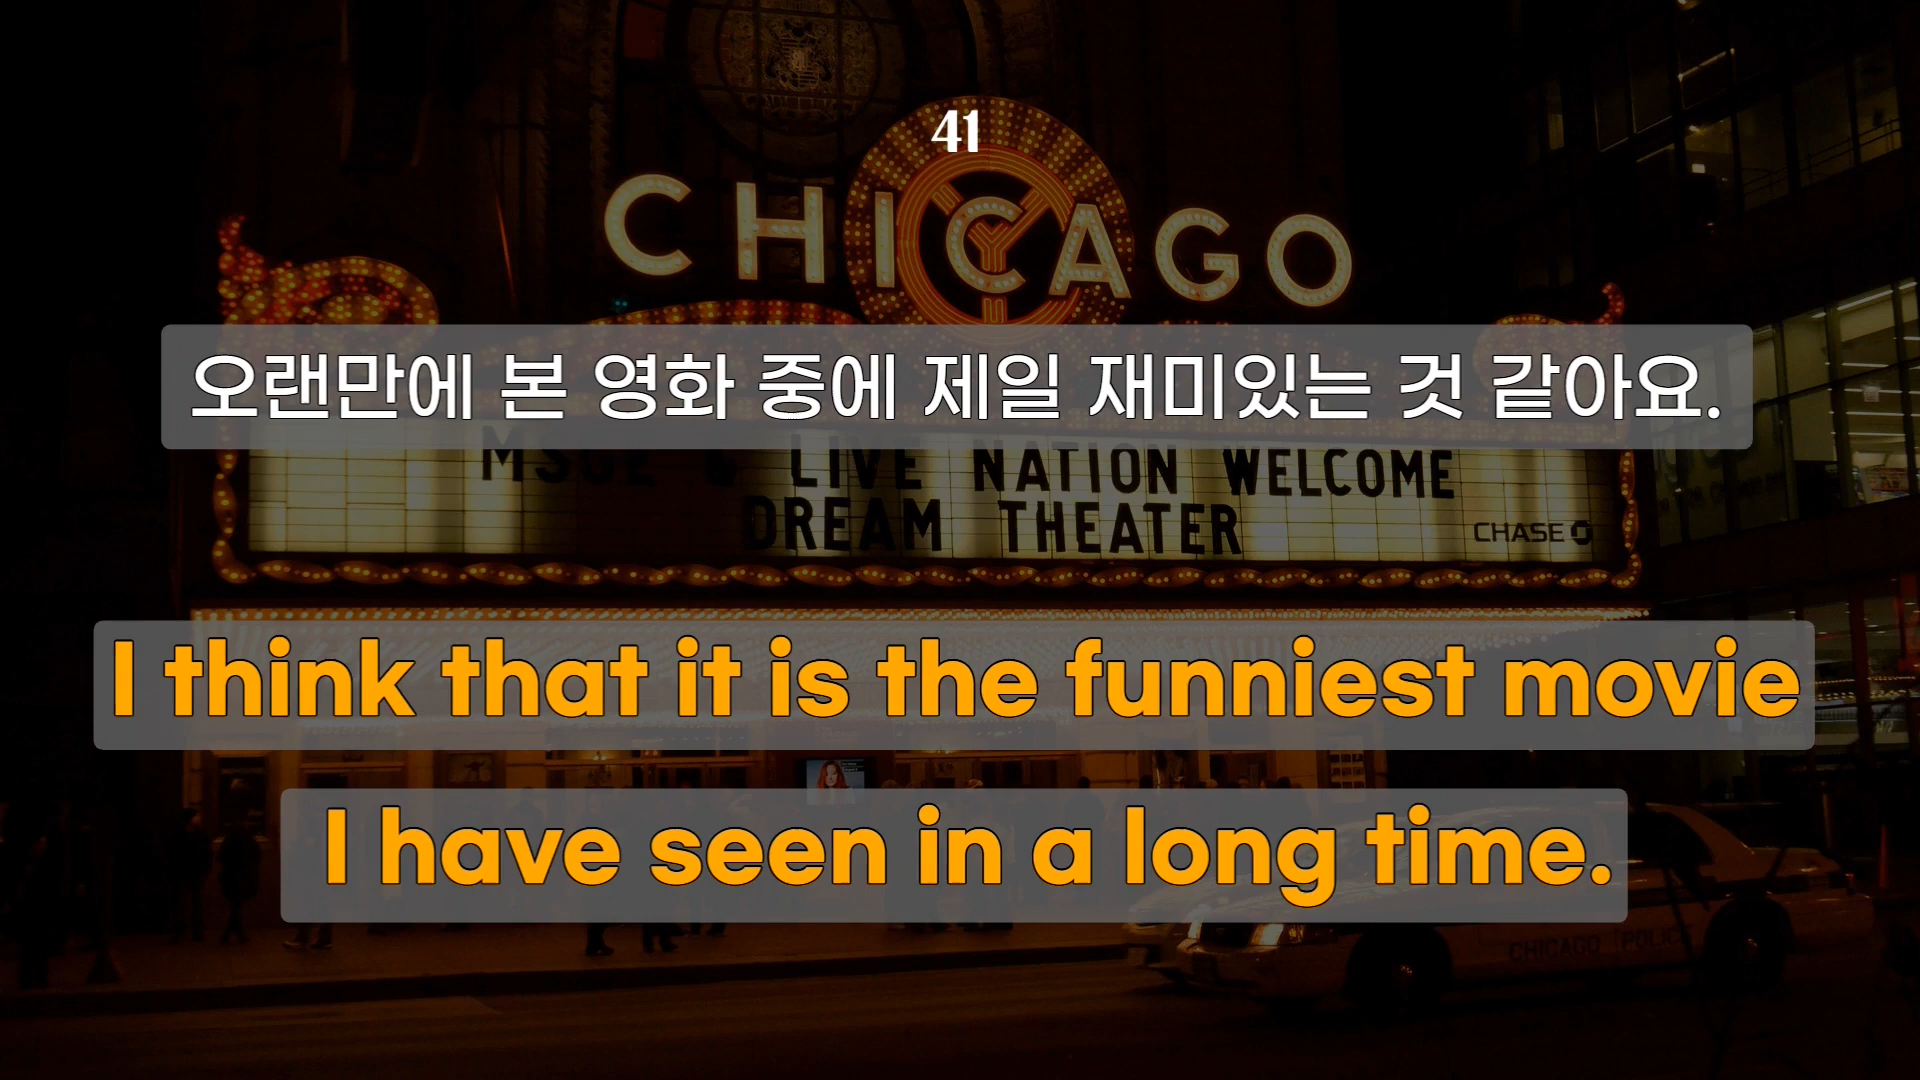 41
CHICAGO
오랜만에 본 영화 중에 제일 재미있는 것 같아요.
LIVE NATION WELCOME
DREAM THEATER
CHASE
I think that it is the funniest movie
I have seen in a long time.
CHICAGO POLICE